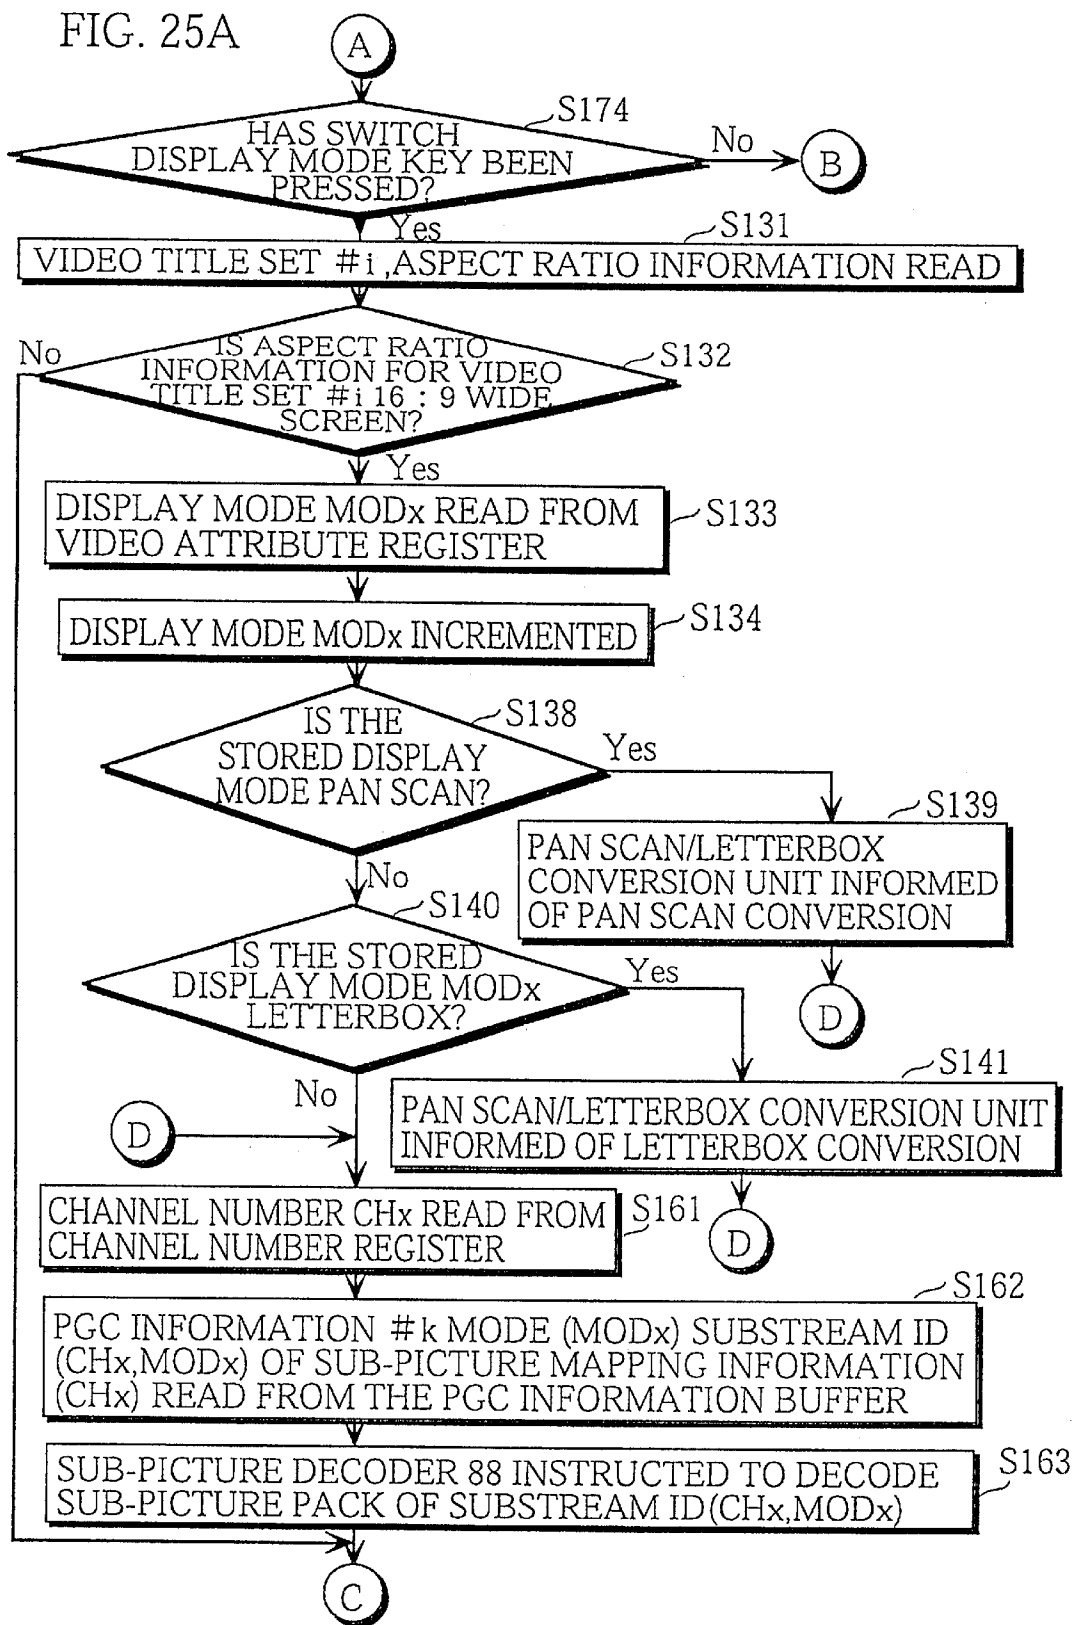 FIG. 25A
A
S174
HAS SWITCH
DISPLAY MODE KEY BEEN
PRESSED?
No
B
Yes
S131
VIDEO TITLE SET #i,ASPECT RATIO INFORMATION READ
No
S132
IS ASPECT RATIO
INFORMATION FOR VIDEO
TITLE SET #i 16 : 9 WIDE
SCREEN?
Yes
DISPLAY MODE MODx READ FROM
VIDEO ATTRIBUTE REGISTER
S133
DISPLAY MODE MODx INCREMENTED
S134
IS THE
STORED DISPLAY
MODE PAN SCAN?
S138
Yes
S139
PAN SCAN/LETTERBOX
CONVERSION UNIT INFORMED
OF PAN SCAN CONVERSION
D
No
S140
IS THE STORED
DISPLAY MODE MODx
LETTERBOX?
Yes
S141
PAN SCAN/LETTERBOX CONVERSION UNIT
INFORMED OF LETTERBOX CONVERSION
D
No
D
CHANNEL NUMBER CHx READ FROM
CHANNEL NUMBER REGISTER
S161
S162
PGC INFORMATION #k MODE (MODx) SUBSTREAM ID
(CHx,MODx) OF SUB-PICTURE MAPPING INFORMATION
(CHx) READ FROM THE PGC INFORMATION BUFFER
SUB-PICTURE DECODER 88 INSTRUCTED TO DECODE
SUB-PICTURE PACK OF SUBSTREAM ID(CHx,MODx)
S163
C